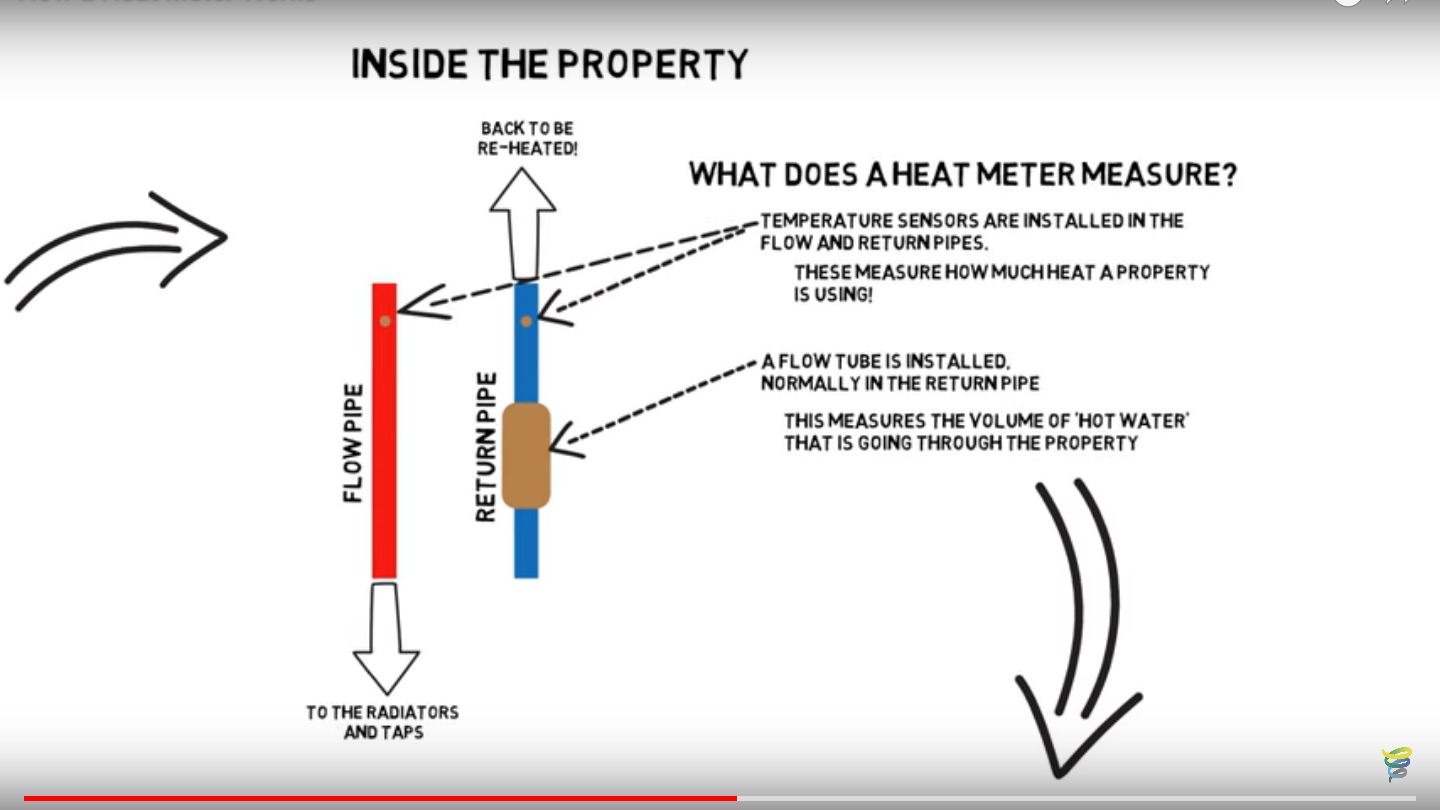 INSIDE THE PROPERTY
BACK TO BE
RE-HEATED!
WHAT DOES A HEAT METER MEASURE?
TEMPERATURE SENSORS ARE INSTALLED IN THE
FLOW AND RETURN PIPES.
THESE MEASURE HOW MUCH HEAT A PROPERTY
IS USING!
FLOW PIPE
RETURN PIPE
A FLOW TUBE IS INSTALLED,
NORMALLY IN THE RETURN PIPE
THIS MEASURES THE VOLUME OF 'HOT WATER'
THAT IS GOING THROUGH THE PROPERTY
TO THE RADIATORS
AND TAPS